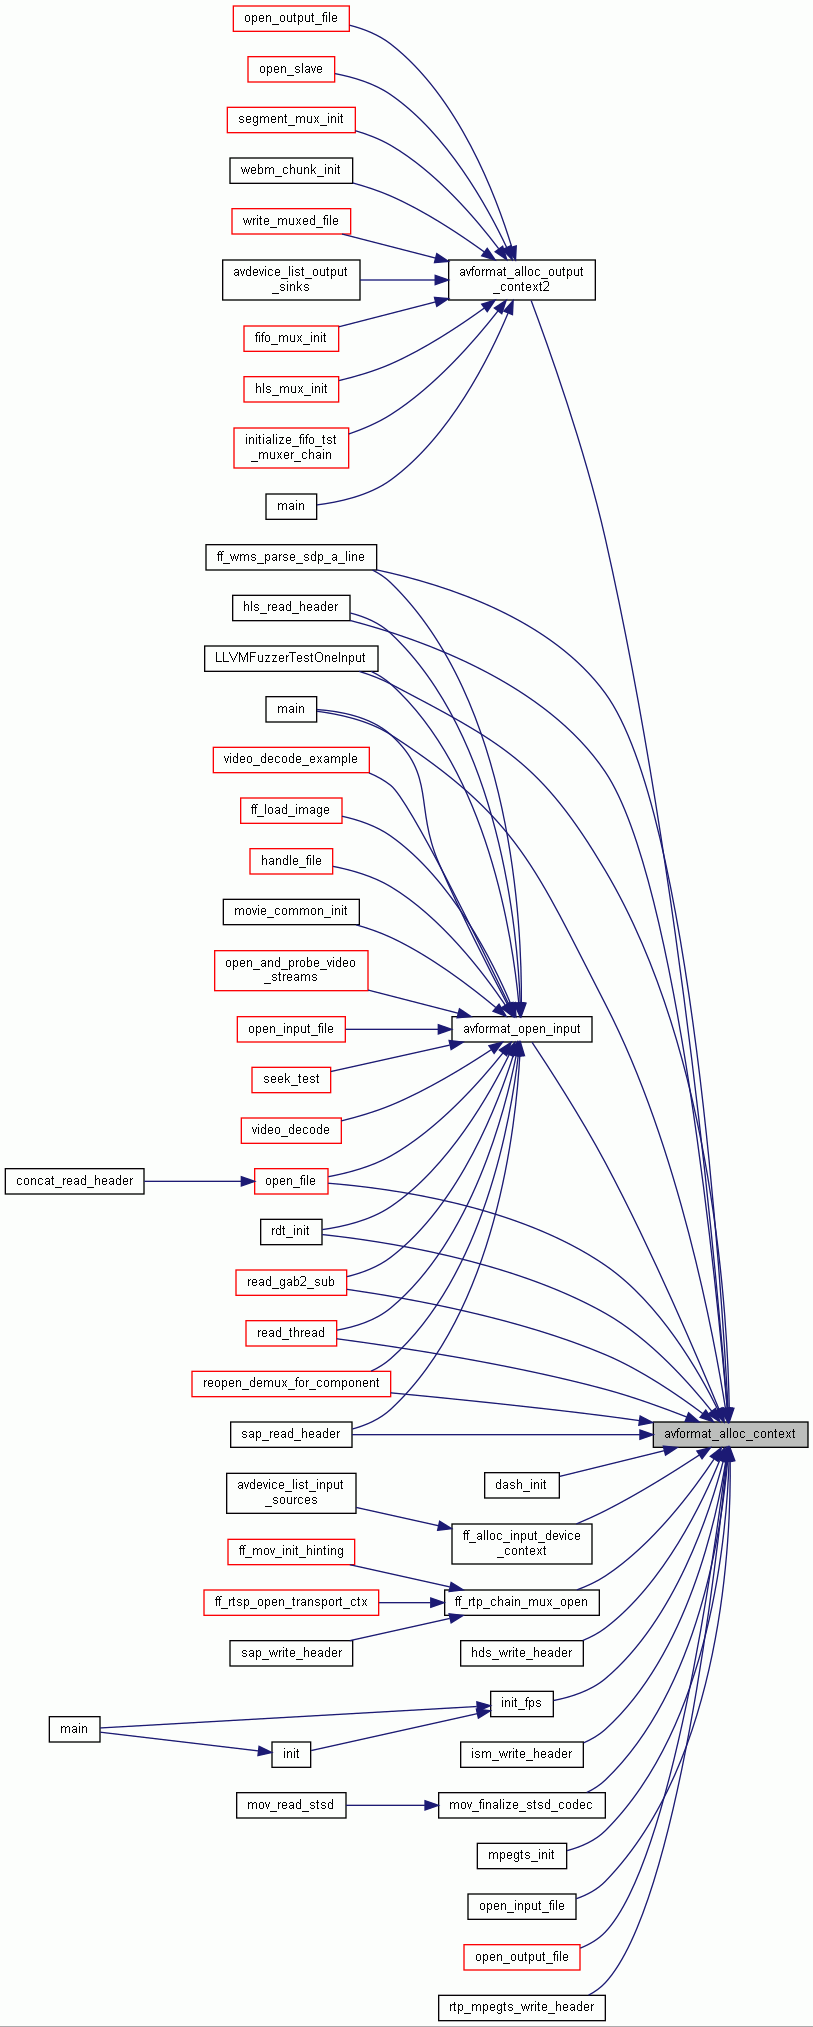 open_output_file
open_slave
segment_mux_init
webm_chunk_init
write_muxed_file
avdevice_list_output
_sinks
avformat_alloc_output
_context2
fifo_mux_init
hls_mux_init
initialize_fifo_tst
_muxer_chain
main
ff_wms_parse_sdp_a_line
hls_read_header
LLVMFuzzerTestOneInput
main
video_decode_example
ff_load_image
handle_file
movie_common_init
open_and_probe_video
_streams
open_input_file
avformat_open_input
seek_test
video_decode
concat_read_header
open_file
rdt_init
read_gab2_sub
read_thread
reopen_demux_for_component
sap_read_header
avformat_alloc_context
avdevice_list_input
_sources
dash_init
ff_alloc_input_device
_context
ff_mov_init_hinting
ff_rtsp_open_transport_ctx
ff_rtp_chain_mux_open
sap_write_header
hds_write_header
init_fps
main
init
ism_write_header
mov_read_stsd
mov_finalize_stsd_codec
mpegts_init
open_input_file
open_output_file
rtp_mpegts_write_header